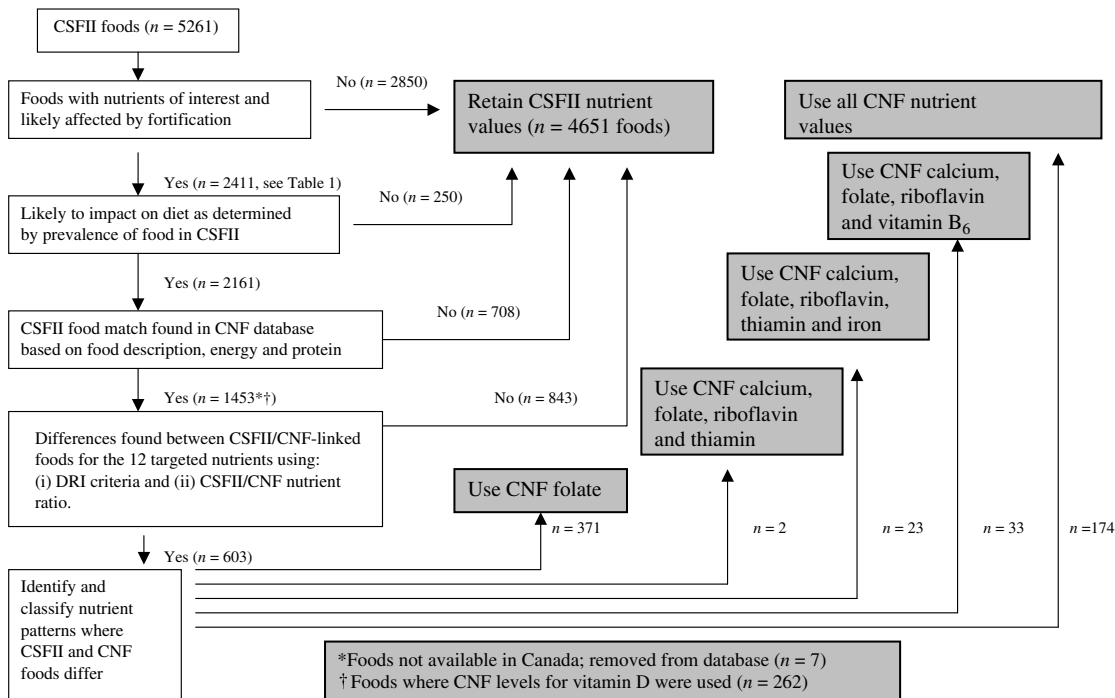 CSFII foods (n = 5261)
No (n = 2850)
Foods with nutrients of interest and
likely affected by fortification
Retain CSFII nutrient
values (n = 4651 foods)
Use all CNF nutrient
values
Yes (n = 2411, see Table 1)
No (n = 250)
Likely to impact on diet as determined
by prevalence of food in CSFII
Use CNF calcium,
folate, riboflavin
and vitamin B6
Yes (n = 2161)
No (n = 708)
Use CNF calcium,
folate, riboflavin,
thiamin and iron
CSFII food match found in CNF database
based on food description, energy and protein
Yes (n = 1453*†)
No (n = 843)
Use CNF calcium,
folate, riboflavin
and thiamin
Differences found between CSFII/CNF-linked
foods for the 12 targeted nutrients using:
(i) DRI criteria and (ii) CSFII/CNF nutrient
ratio.
Use CNF folate
n = 371
n = 2
n = 23
n = 33
n =174
Yes (n = 603)
Identify and
classify nutrient
patterns where
CSFII and CNF
foods differ
*Foods not available in Canada; removed from database (n = 7)
†Foods where CNF levels for vitamin D were used (n = 262)